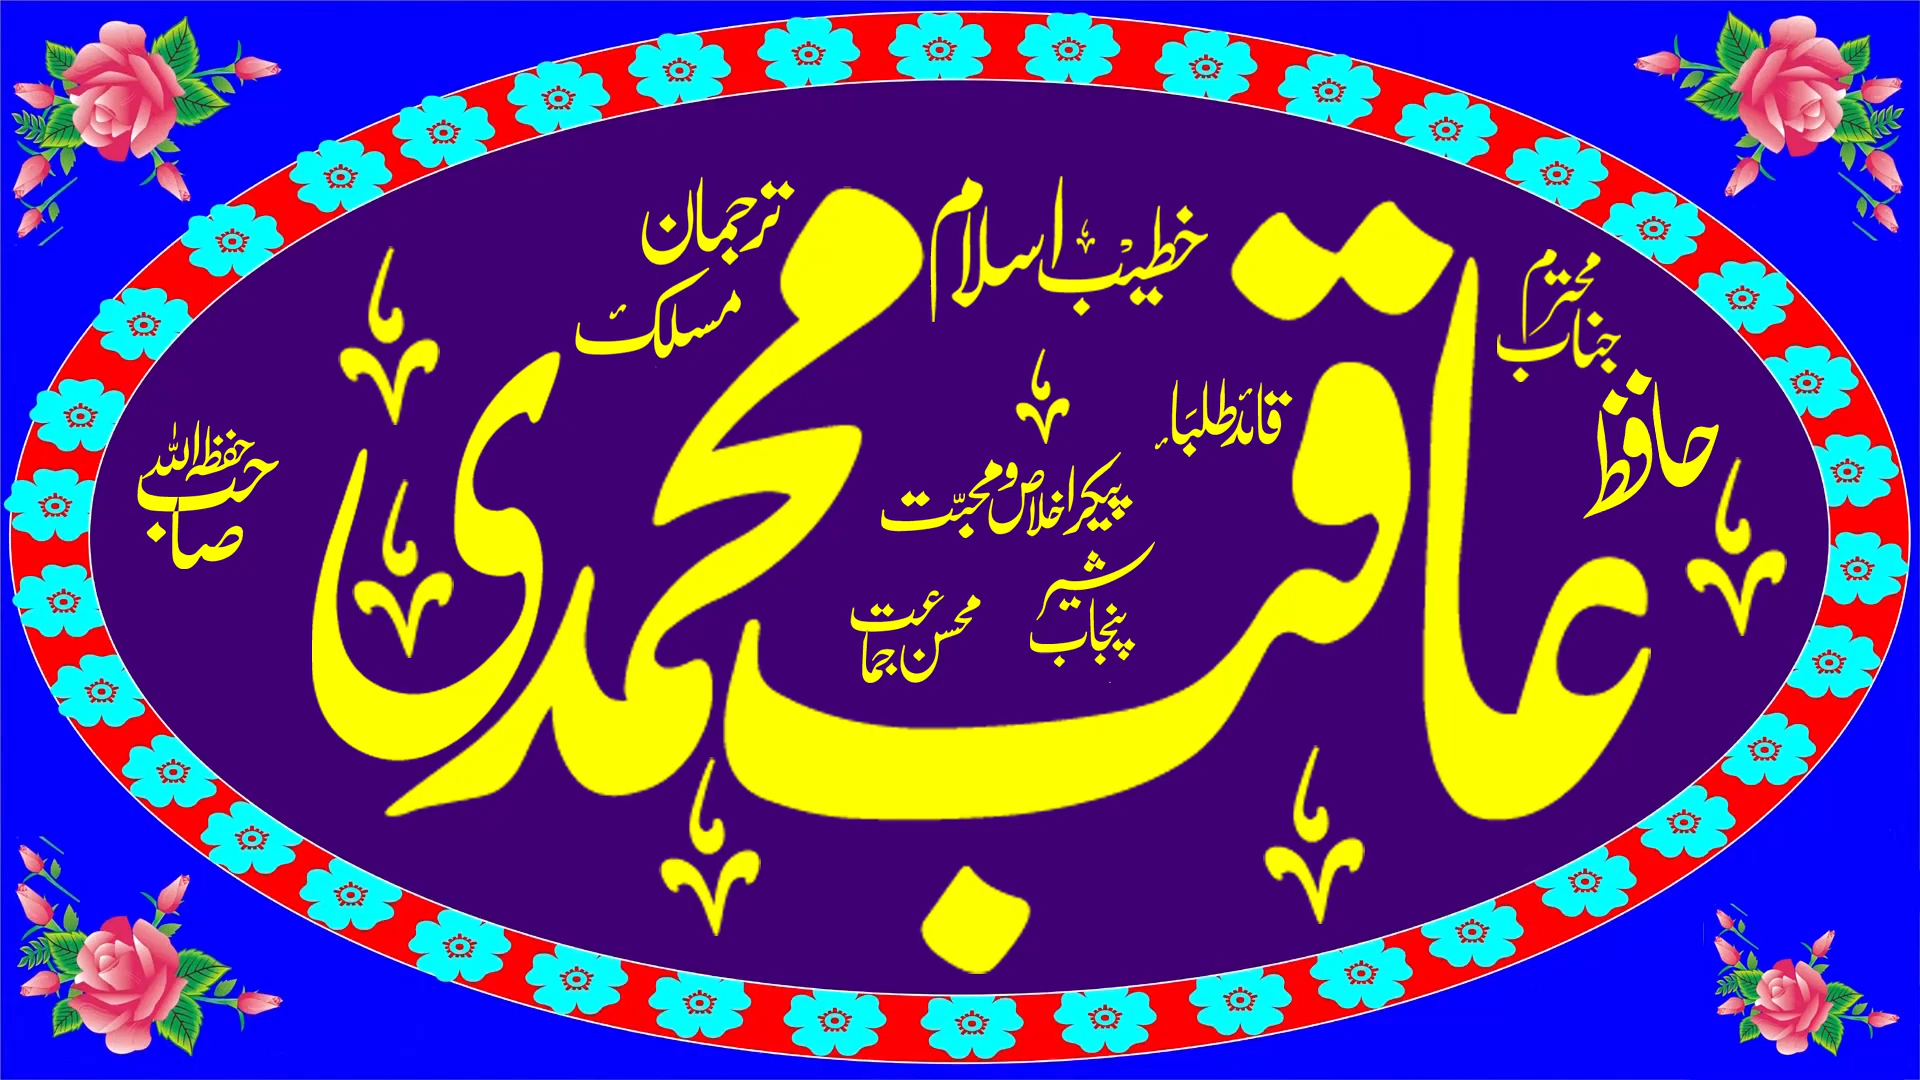 محترم
جناب
حافظ
خطیب اسلام
ترجمان
مسلک
عاقب محمدی
قائد طلباء
پیکر اخلاص و محبت
شیر
پنجاب
محسن جماعت
صاحب
حفظہ اللہ